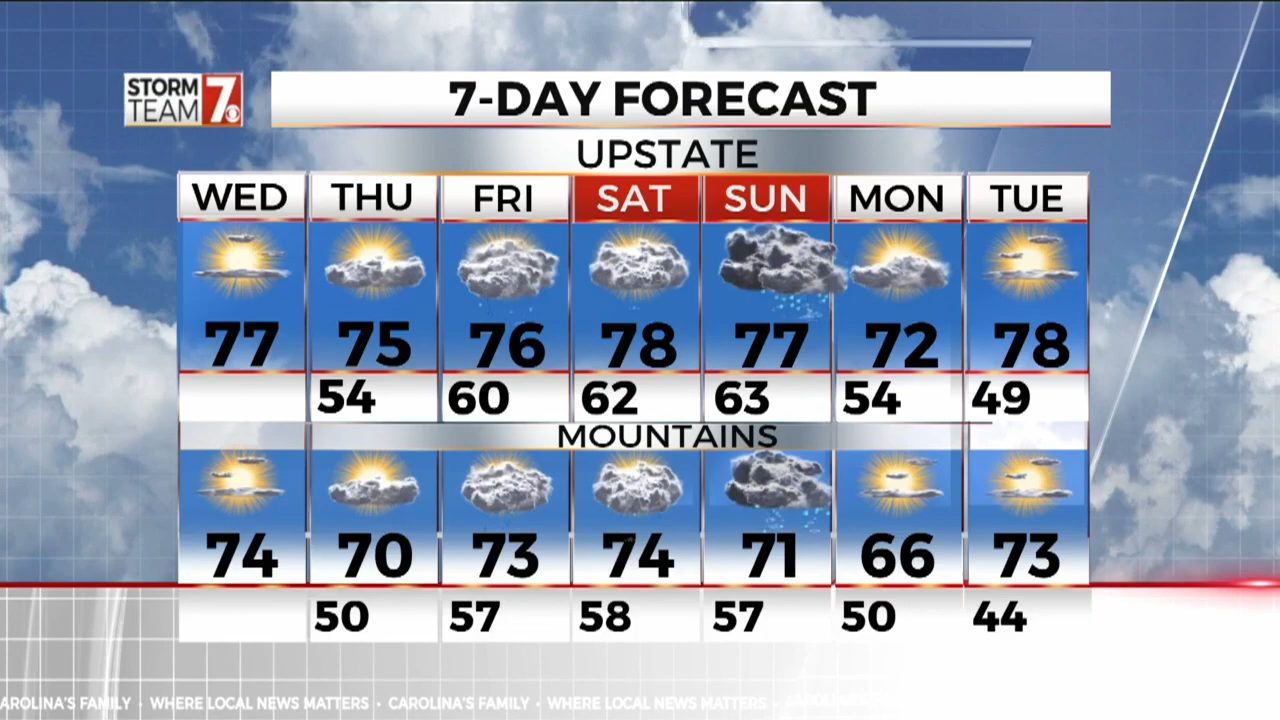 STORM
TEAM 7
7-DAY FORECAST
UPSTATE
WED THU FRI SAT SUN MON TUE
77 75 76 78 77 72 78
54 60 62 63 54 49
MOUNTAINS
74 70 73 74 71 66 73
50 57 58 57 50 44
AROLINA'S FAMILY · WHERE LOCAL NEWS MATTERS · CAROLINA'S FAMILY · WHERE LOCAL NEWS MATTERS ·